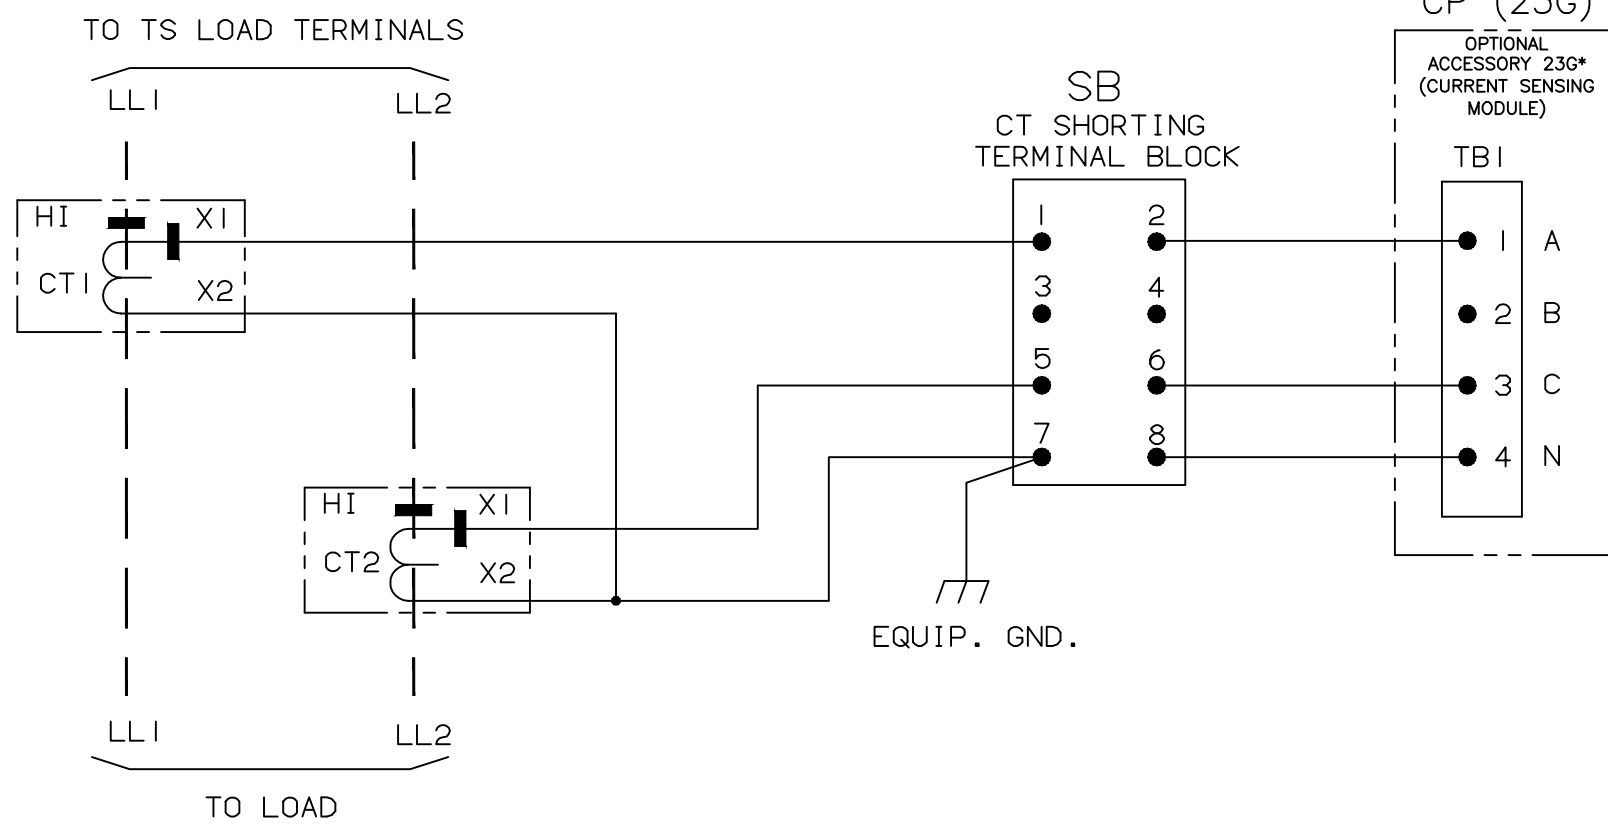 TO TS LOAD TERMINALS
LL1
LL2
H1
X1
CT1
X2
H1
X1
CT2
X2
LL1
LL2
TO LOAD
SB
CT SHORTING
TERMINAL BLOCK
1 2
3 4
5 6
7 8
EQUIP. GND.
CP (23G)
OPTIONAL
ACCESSORY 23G*
(CURRENT SENSING
MODULE)
TB1
1 A
2 B
3 C
4 N